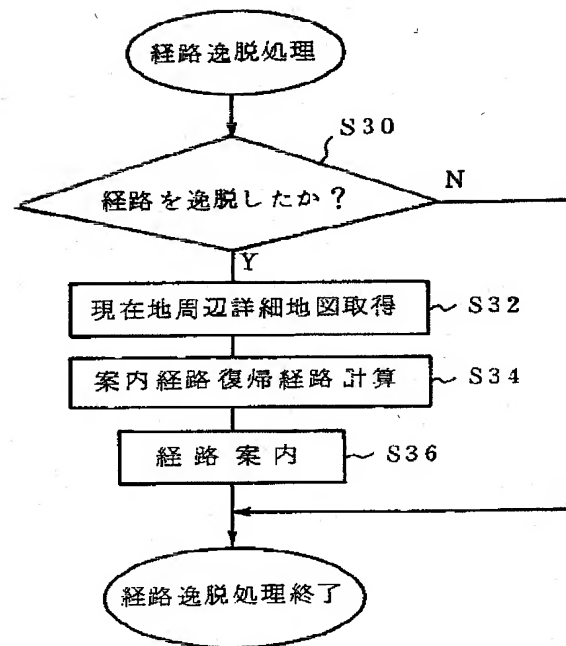 経路逸脱処理
S30
経路を逸脱したか?
N
Y
現在地周辺詳細地図取得
S32
案内経路復帰経路計算
S34
経路案内
S36
経路逸脱処理終了